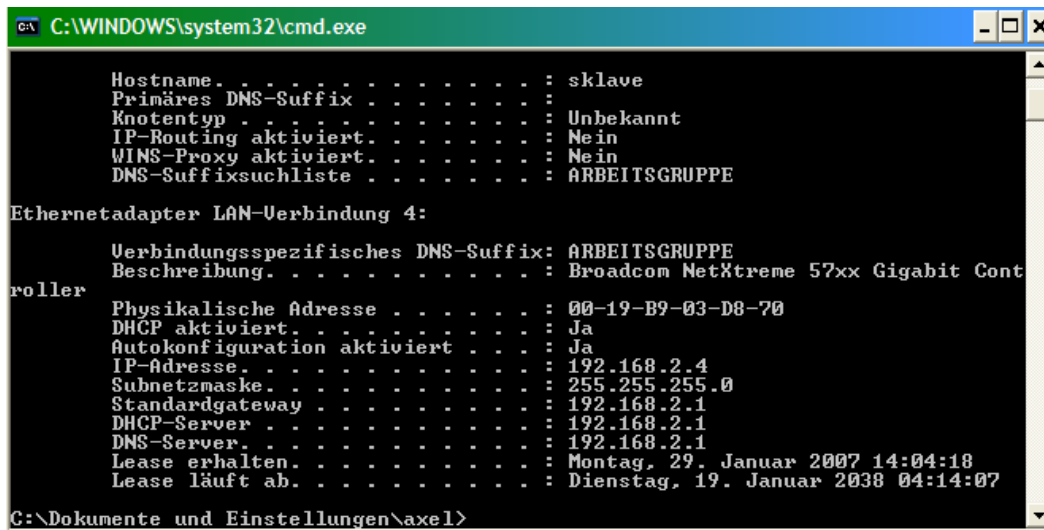 C:\WINDOWS\system32\cmd.exe
Hostname. . . . . . . . . . . . . : sklave
Primäres DNS-Suffix . . . . . . . :
Knotentyp . . . . . . . . . . . . : Unbekannt
IP-Routing aktiviert. . . . . . . : Nein
WINS-Proxy aktiviert. . . . . . . : Nein
DNS-Suffixsuchliste . . . . . . . : ARBEITSGRUPPE
Ethernetadapter LAN-Verbindung 4:
Verbindungsspezifisches DNS-Suffix: ARBEITSGRUPPE
Beschreibung. . . . . . . . . . . : Broadcom NetXtreme 57xx Gigabit Cont
roller
Physikalische Adresse . . . . . . : 00-19-B9-03-D8-70
DHCP aktiviert. . . . . . . . . . : Ja
Autokonfiguration aktiviert . . . : Ja
IP-Adresse. . . . . . . . . . . . : 192.168.2.4
Subnetzmaske. . . . . . . . . . . : 255.255.255.0
Standardgateway . . . . . . . . . : 192.168.2.1
DHCP-Server . . . . . . . . . . . : 192.168.2.1
DNS-Server. . . . . . . . . . . . : 192.168.2.1
Lease erhalten. . . . . . . . . . : Montag, 29. Januar 2007 14:04:18
Lease läuft ab. . . . . . . . . . : Dienstag, 19. Januar 2038 04:14:07
C:\Dokumente und Einstellungen\axel>